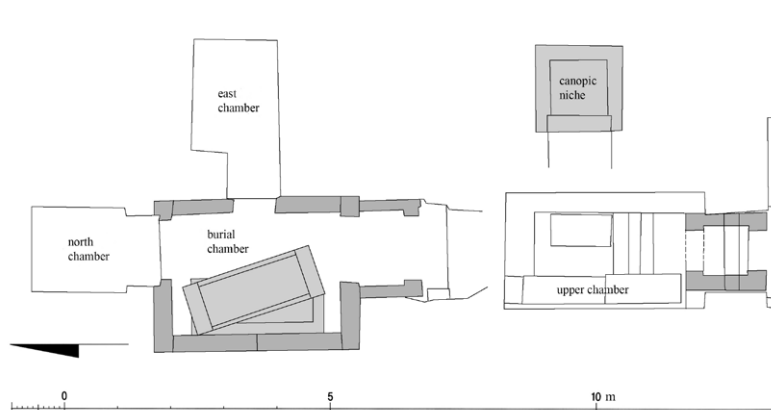 east
chamber
canopic
niche
north
chamber
burial
chamber
upper chamber
0 5 10 m